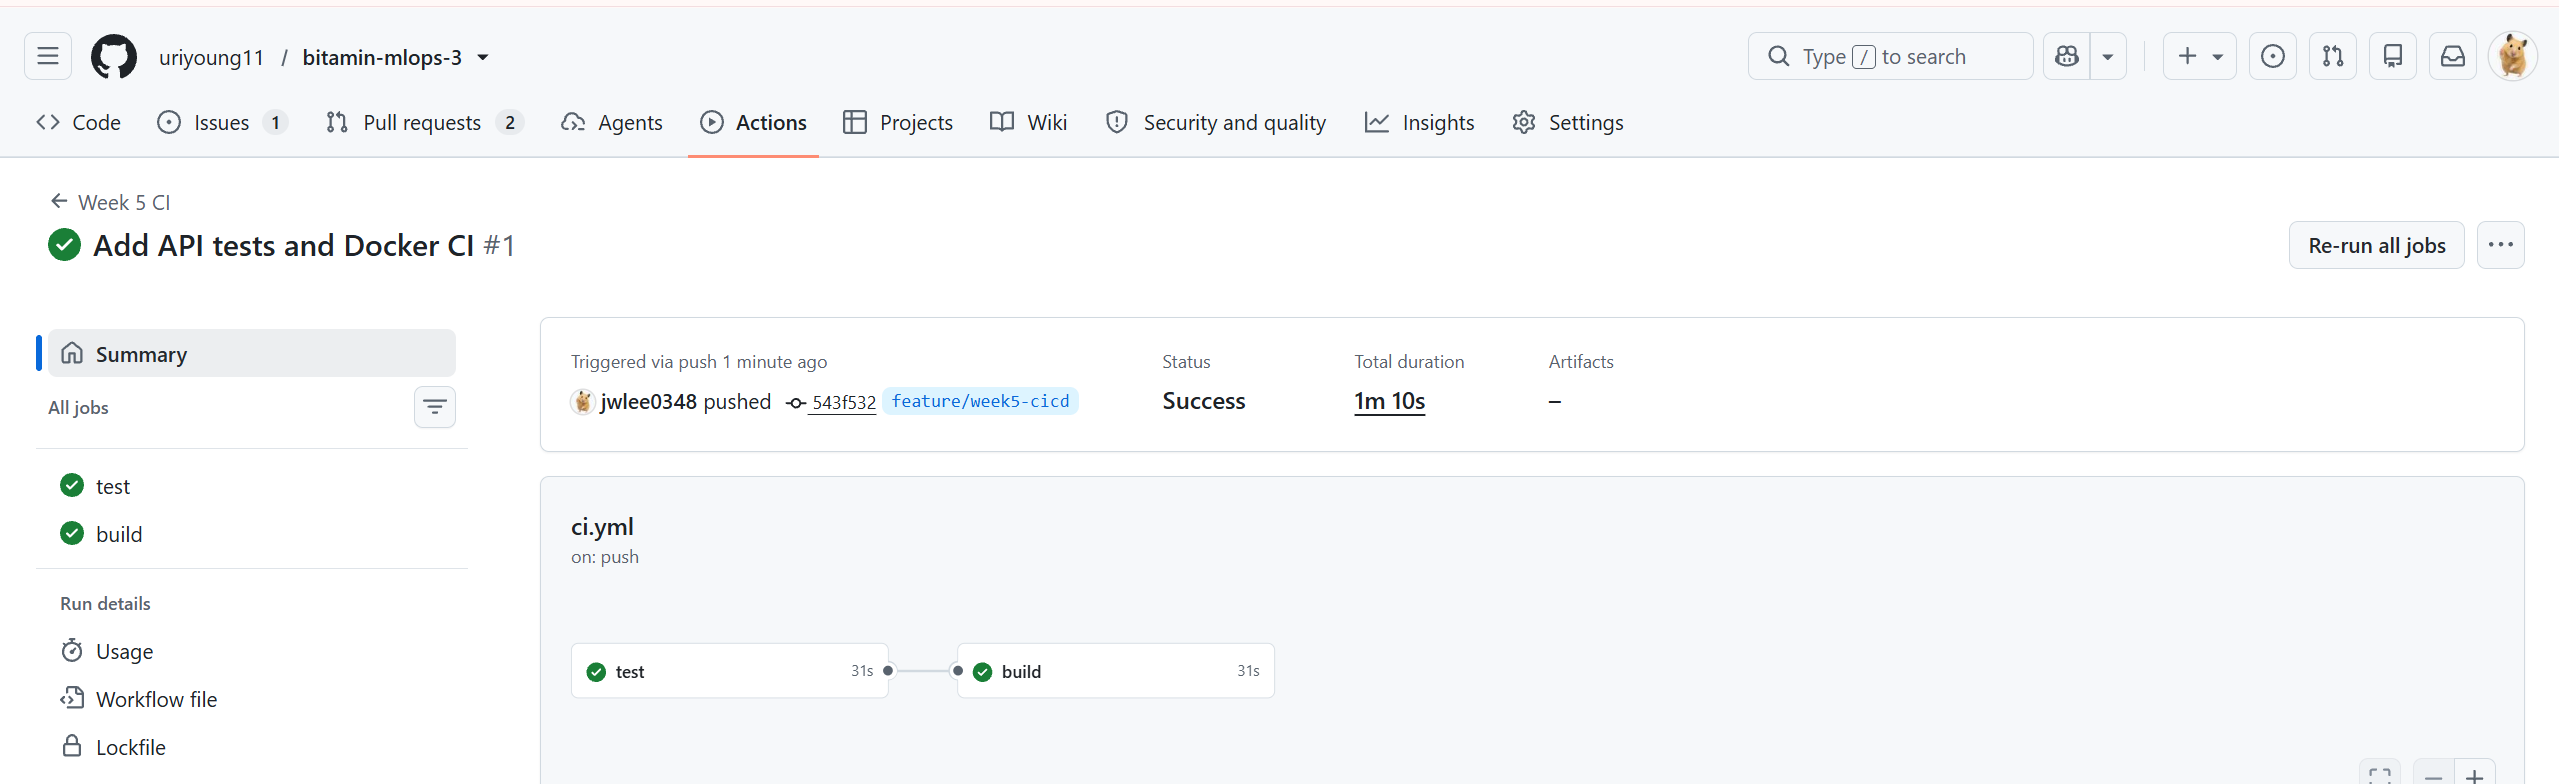 uriyoung11 / bitamin-mlops-3
Type / to search
Code
Issues 1
Pull requests 2
Agents
Actions
Projects
Wiki
Security and quality
Insights
Settings
Week 5 CI
Add API tests and Docker CI #1
Re-run all jobs
Summary
All jobs
test
build
Run details
Usage
Workflow file
Lockfile
Triggered via push 1 minute ago
jwlee0348 pushed 543f532 feature/week5-cicd
Status
Success
Total duration
1m 10s
Artifacts
–
ci.yml
on: push
test 31s
build 31s